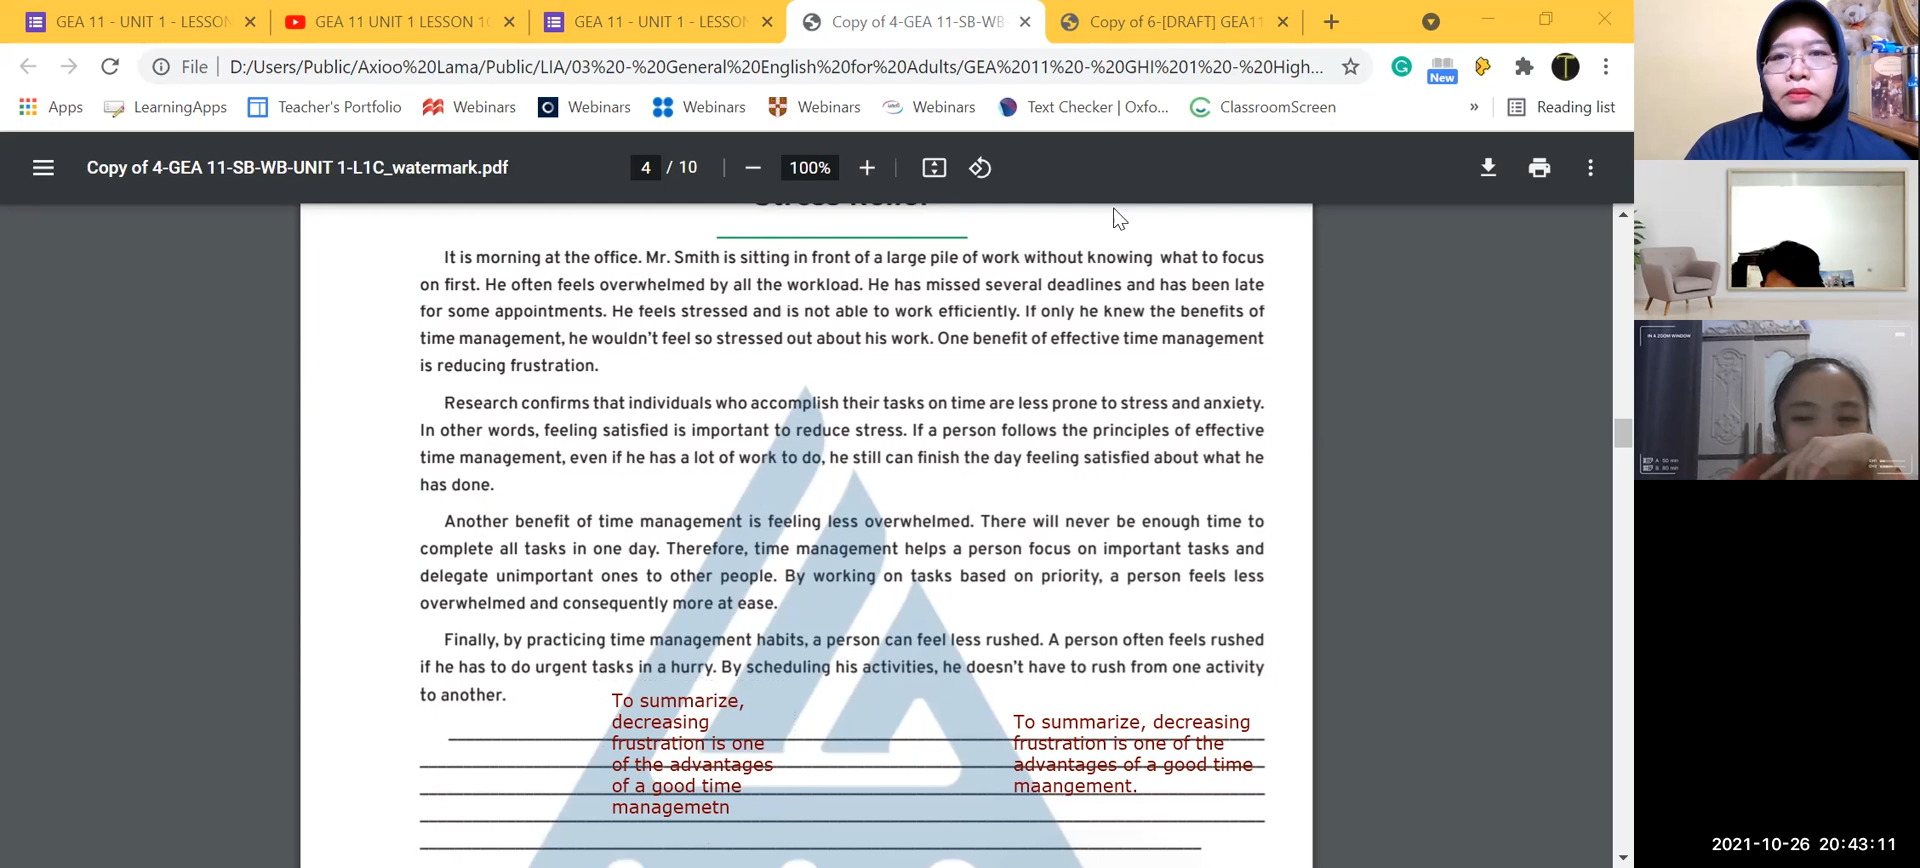 GEA 11 - UNIT 1 - LESSON
GEA 11 UNIT 1 LESSON 1C
GEA 11 - UNIT 1 - LESSON
Copy of 4-GEA 11-SB-WB-
Copy of 6-[DRAFT] GEA11
File
D:/Users/Public/Axioo%20Lama/Public/LIA/03%20-%20General%20English%20for%20Adults/GEA%2011%20-%20GHI%201%20-%20High...
New
Apps
LearningApps
Teacher's Portfolio
Webinars
Webinars
Webinars
Webinars
Webinars
Text Checker | Oxfo...
ClassroomScreen
»
Reading list
Copy of 4-GEA 11-SB-WB-UNIT 1-L1C_watermark.pdf
4 / 10
100%
Stress Relief
It is morning at the office. Mr. Smith is sitting in front of a large pile of work without knowing what to focus
on first. He often feels overwhelmed by all the workload. He has missed several deadlines and has been late
for some appointments. He feels stressed and is not able to work efficiently. If only he knew the benefits of
time management, he wouldn't feel so stressed out about his work. One benefit of effective time management
is reducing frustration.
Research confirms that individuals who accomplish their tasks on time are less prone to stress and anxiety.
In other words, feeling satisfied is important to reduce stress. If a person follows the principles of effective
time management, even if he has a lot of work to do, he still can finish the day feeling satisfied about what he
has done.
Another benefit of time management is feeling less overwhelmed. There will never be enough time to
complete all tasks in one day. Therefore, time management helps a person focus on important tasks and
delegate unimportant ones to other people. By working on tasks based on priority, a person feels less
overwhelmed and consequently more at ease.
Finally, by practicing time management habits, a person can feel less rushed. A person often feels rushed
if he has to do urgent tasks in a hurry. By scheduling his activities, he doesn't have to rush from one activity
to another.
To summarize,
decreasing
frustration is one
of the advantages
of a good time
managemetn
To summarize, decreasing
frustration is one of the
advantages of a good time
maangement.
IN A ZOOM WINDOW
2021-10-26 20:43:11